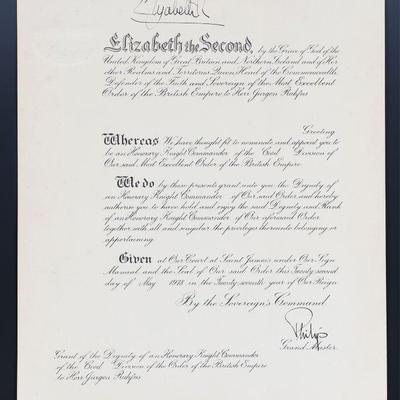 Elizabeth R
Elizabeth the Second, by the Grace of God of the
United Kingdom of Great Britain and Northern Ireland and of Her
other Realms and Territories Queen, Head of the Commonwealth,
Defender of the Faith and Sovereign of the Most Excellent
Order of the British Empire to Herr Jürgen Ruhfus
Greeting
Whereas We have thought fit to nominate and appoint you to
be an Honorary Knight Commander of the Civil Division of
Our said Most Excellent Order of the British Empire
We do by these presents grant unto you the Dignity of
an Honorary Knight Commander of Our said Order and hereby
authorise you to have hold and enjoy the said Dignity and Rank
of an Honorary Knight Commander of Our aforesaid Order
together with all and singular the privileges thereunto belonging or
appertaining.
Given at Our Court at Saint James's under Our Sign
Manual and the Seal of Our said Order this Twenty-second
day of May 1978 in the Twenty-seventh year of Our Reign.
By the Sovereign's Command.
Philip
Grand Master.
Grant of the Dignity of an Honorary Knight Commander
of the Civil Division of the Order of the British Empire
to Herr Jürgen Ruhfus